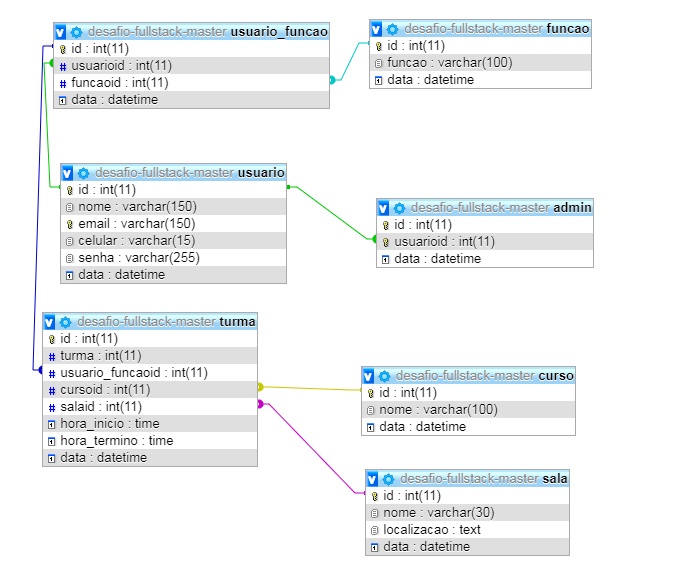 desafio-fullstack-master usuario_funcao
id : int(11)
usuarioid : int(11)
funcaoid : int(11)
data : datetime
desafio-fullstack-master funcao
id : int(11)
funcao : varchar(100)
data : datetime
desafio-fullstack-master usuario
id : int(11)
nome : varchar(150)
email : varchar(150)
celular : varchar(15)
senha : varchar(255)
data : datetime
desafio-fullstack-master admin
id : int(11)
usuarioid : int(11)
data : datetime
desafio-fullstack-master turma
id : int(11)
turma : int(11)
usuario_funcaoid : int(11)
cursoid : int(11)
salaid : int(11)
hora_inicio : time
hora_termino : time
data : datetime
desafio-fullstack-master curso
id : int(11)
nome : varchar(100)
data : datetime
desafio-fullstack-master sala
id : int(11)
nome : varchar(30)
localizacao : text
data : datetime